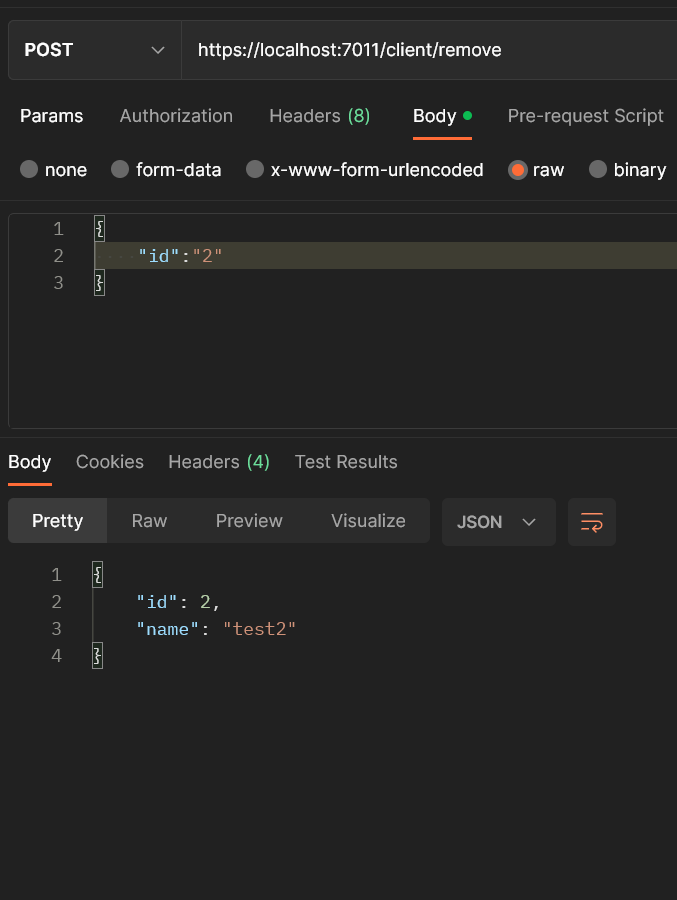 POST https://localhost:7011/client/remove
Params Authorization Headers (8) Body Pre-request Script
none form-data x-www-form-urlencoded raw binary
1 {
2 "id":"2"
3 }
Body Cookies Headers (4) Test Results
Pretty Raw Preview Visualize JSON
1 {
2 "id": 2,
3 "name": "test2"
4 }